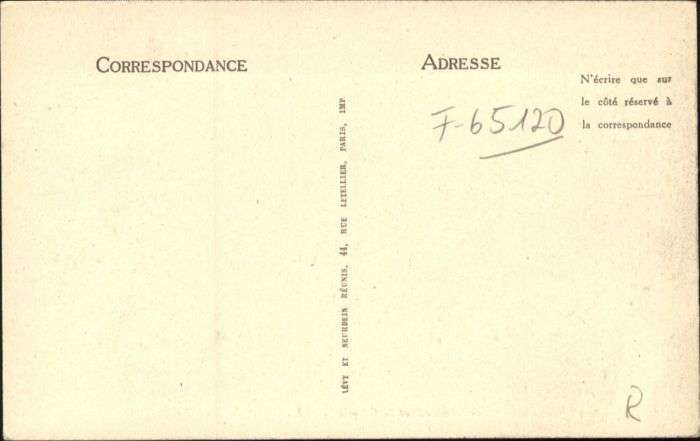 CORRESPONDANCE
ADRESSE
N'écrire que sur
le côté réservé à
la correspondance
F-65120
LÉVY ET NEURDEIN RÉUNIS, 44, RUE LETELLIER, PARIS, IMP.
R